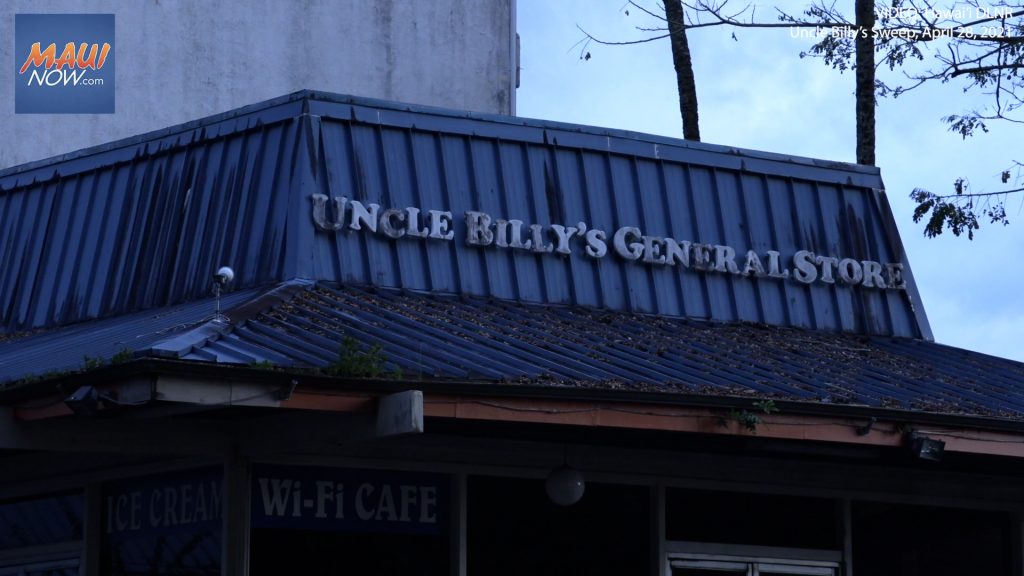 MAUI
NOW.com
VIDEO: Hawai'i DLNR
Uncle Billy's Sweep, April 28, 2021
UNCLE BILLY'S GENERAL STORE
ICE CREAM
Wi-Fi CAFE